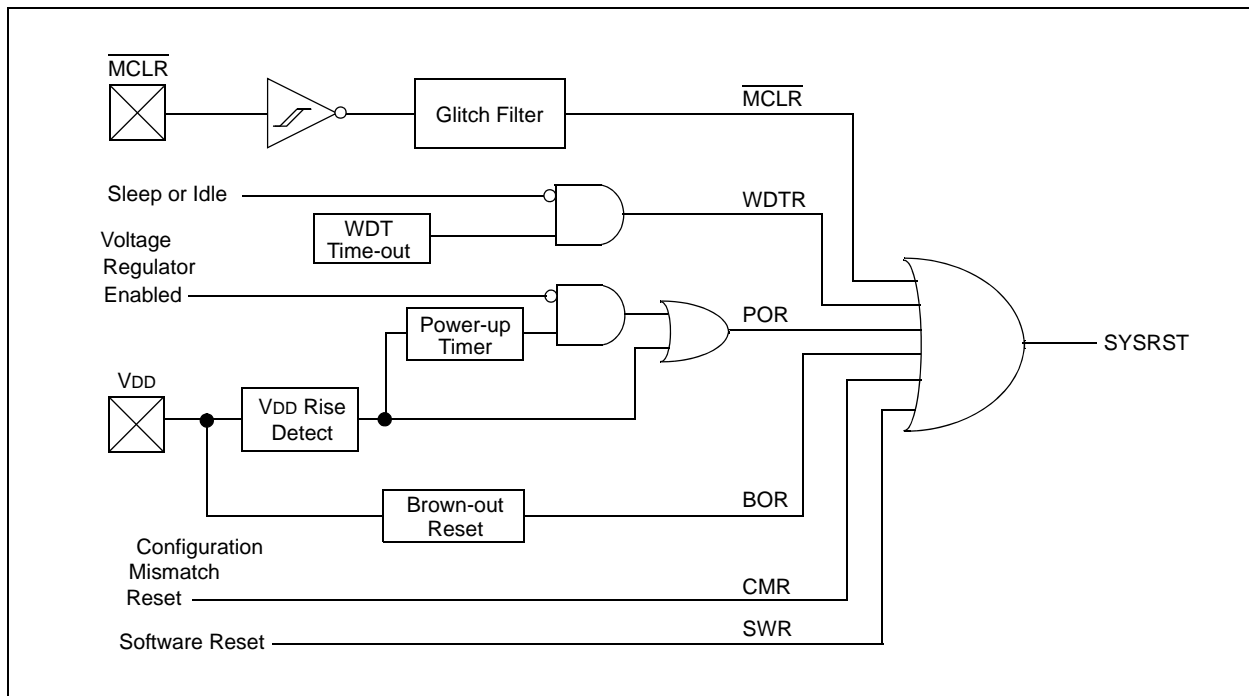 MCLR
Glitch Filter
MCLR
Sleep or Idle
WDT
Time-out
WDTR
Voltage
Regulator
Enabled
Power-up
Timer
POR
SYSRST
VDD
VDD Rise
Detect
Brown-out
Reset
BOR
Configuration
Mismatch
Reset
CMR
Software Reset
SWR